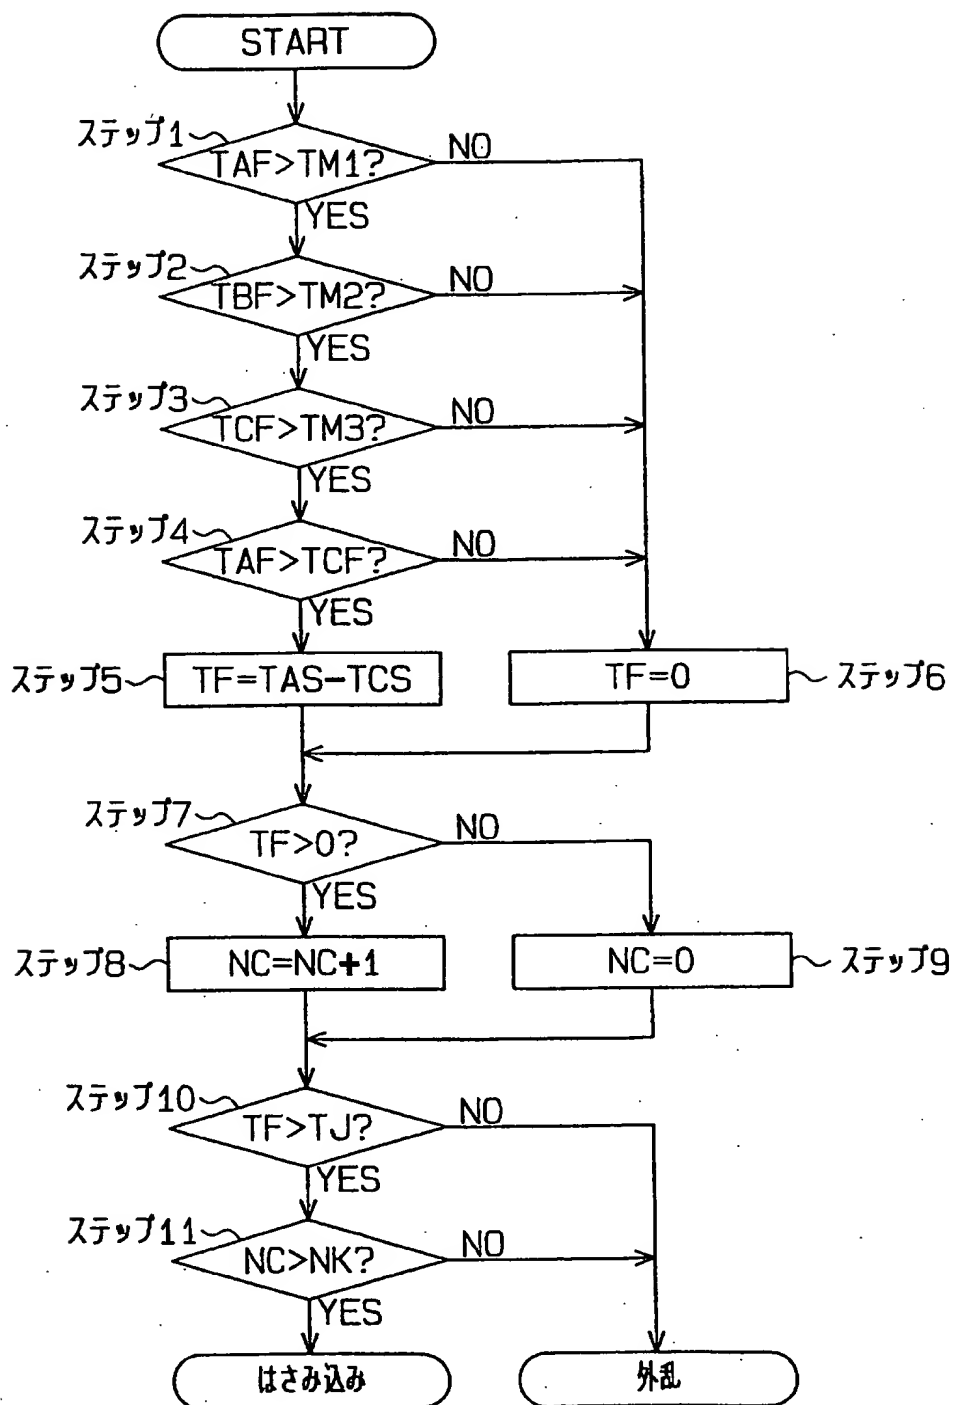 START
ステップ1
TAF>TM1?
NO
YES
ステップ2
TBF>TM2?
NO
YES
ステップ3
TCF>TM3?
NO
YES
ステップ4
TAF>TCF?
NO
YES
ステップ5
TF=TAS-TCS
TF=0
ステップ6
ステップ7
TF>0?
NO
YES
ステップ8
NC=NC+1
NC=0
ステップ9
ステップ10
TF>TJ?
NO
YES
ステップ11
NC>NK?
NO
YES
はさみ込み
外乱